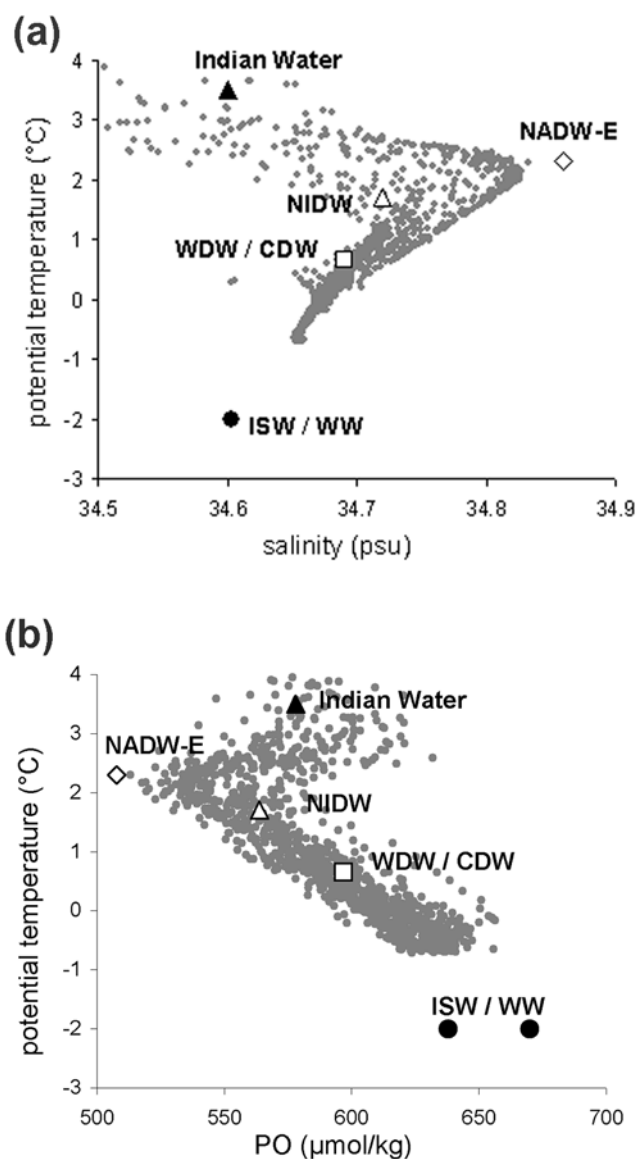 (a)
4
3
2
1
0
-1
-2
-3
potential temperature (°C)
Indian Water
NADW-E
NIDW
WDW / CDW
ISW / WW
34.5 34.6 34.7 34.8 34.9
salinity (psu)
(b)
4
3
2
1
0
-1
-2
-3
potential temperature (°C)
Indian Water
NADW-E
NIDW
WDW / CDW
ISW / WW
500 550 600 650 700
PO (µmol/kg)